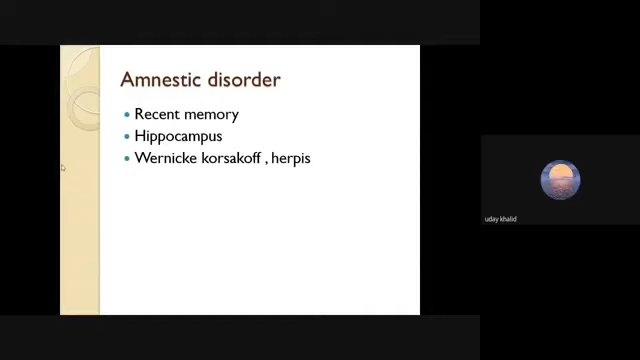 Amnestic disorder
Recent memory
Hippocampus
Wernicke korsakoff , herpis
uday khalid